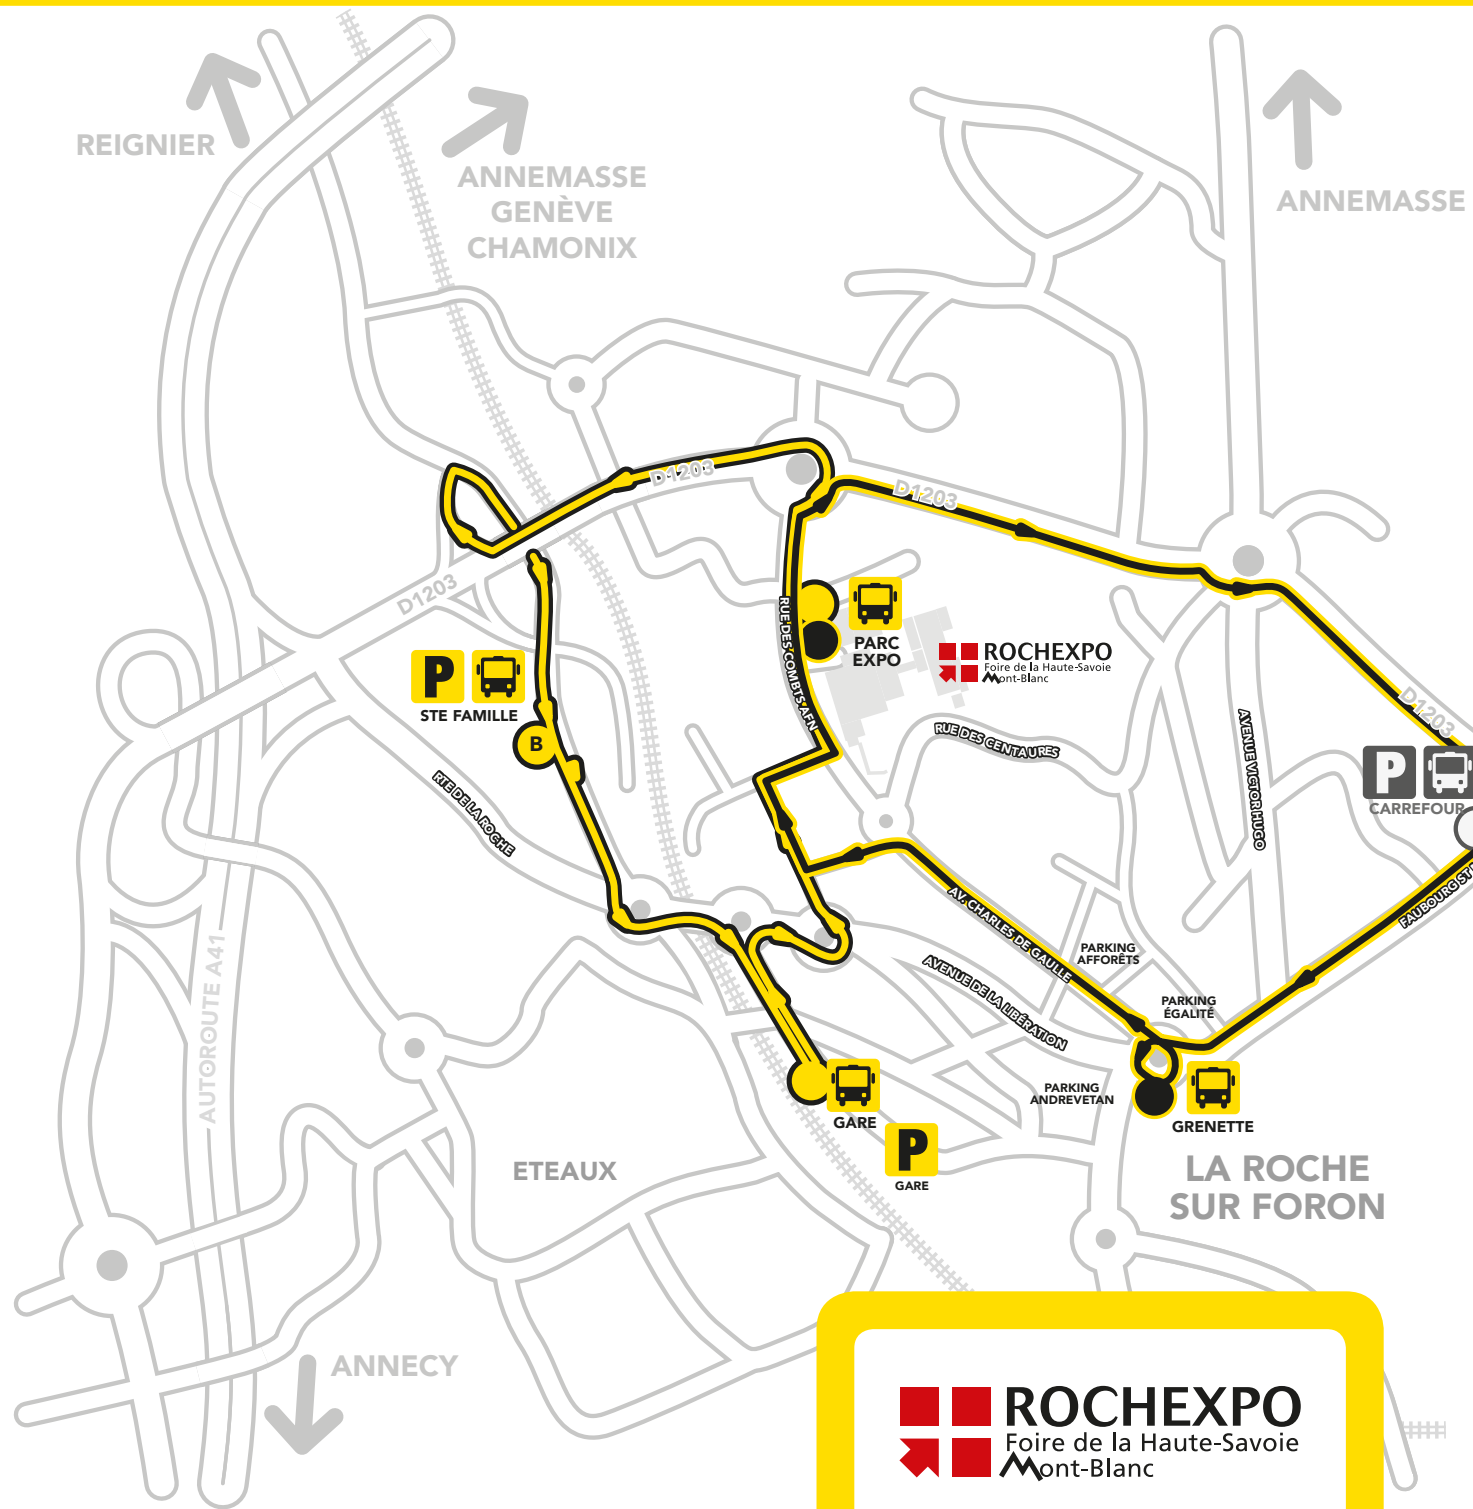 REIGNIER
ANNEMASSE
GENÈVE
CHAMONIX
ANNEMASSE
D1203
D1203
D1203
D1203
RUE DES COMBTS AFN
PARC
EXPO
ROCHEXPO
Foire de la Haute-Savoie
Mont-Blanc
P
STE FAMILLE
B
RUE DES CENTAURES
AVENUE VICTOR HUGO
P
CARREFOUR
RTE DE LA ROCHE
FAUBOURG ST
AV. CHARLES DE GAULLE
PARKING
AFFORÊTS
AVENUE DE LA LIBÉRATION
PARKING
ÉGALITÉ
AUTOROUTE A41
PARKING
ANDREVETAN
GARE
GRENETTE
P
GARE
ETEAUX
LA ROCHE
SUR FORON
ANNECY
ROCHEXPO
Foire de la Haute-Savoie
Mont-Blanc